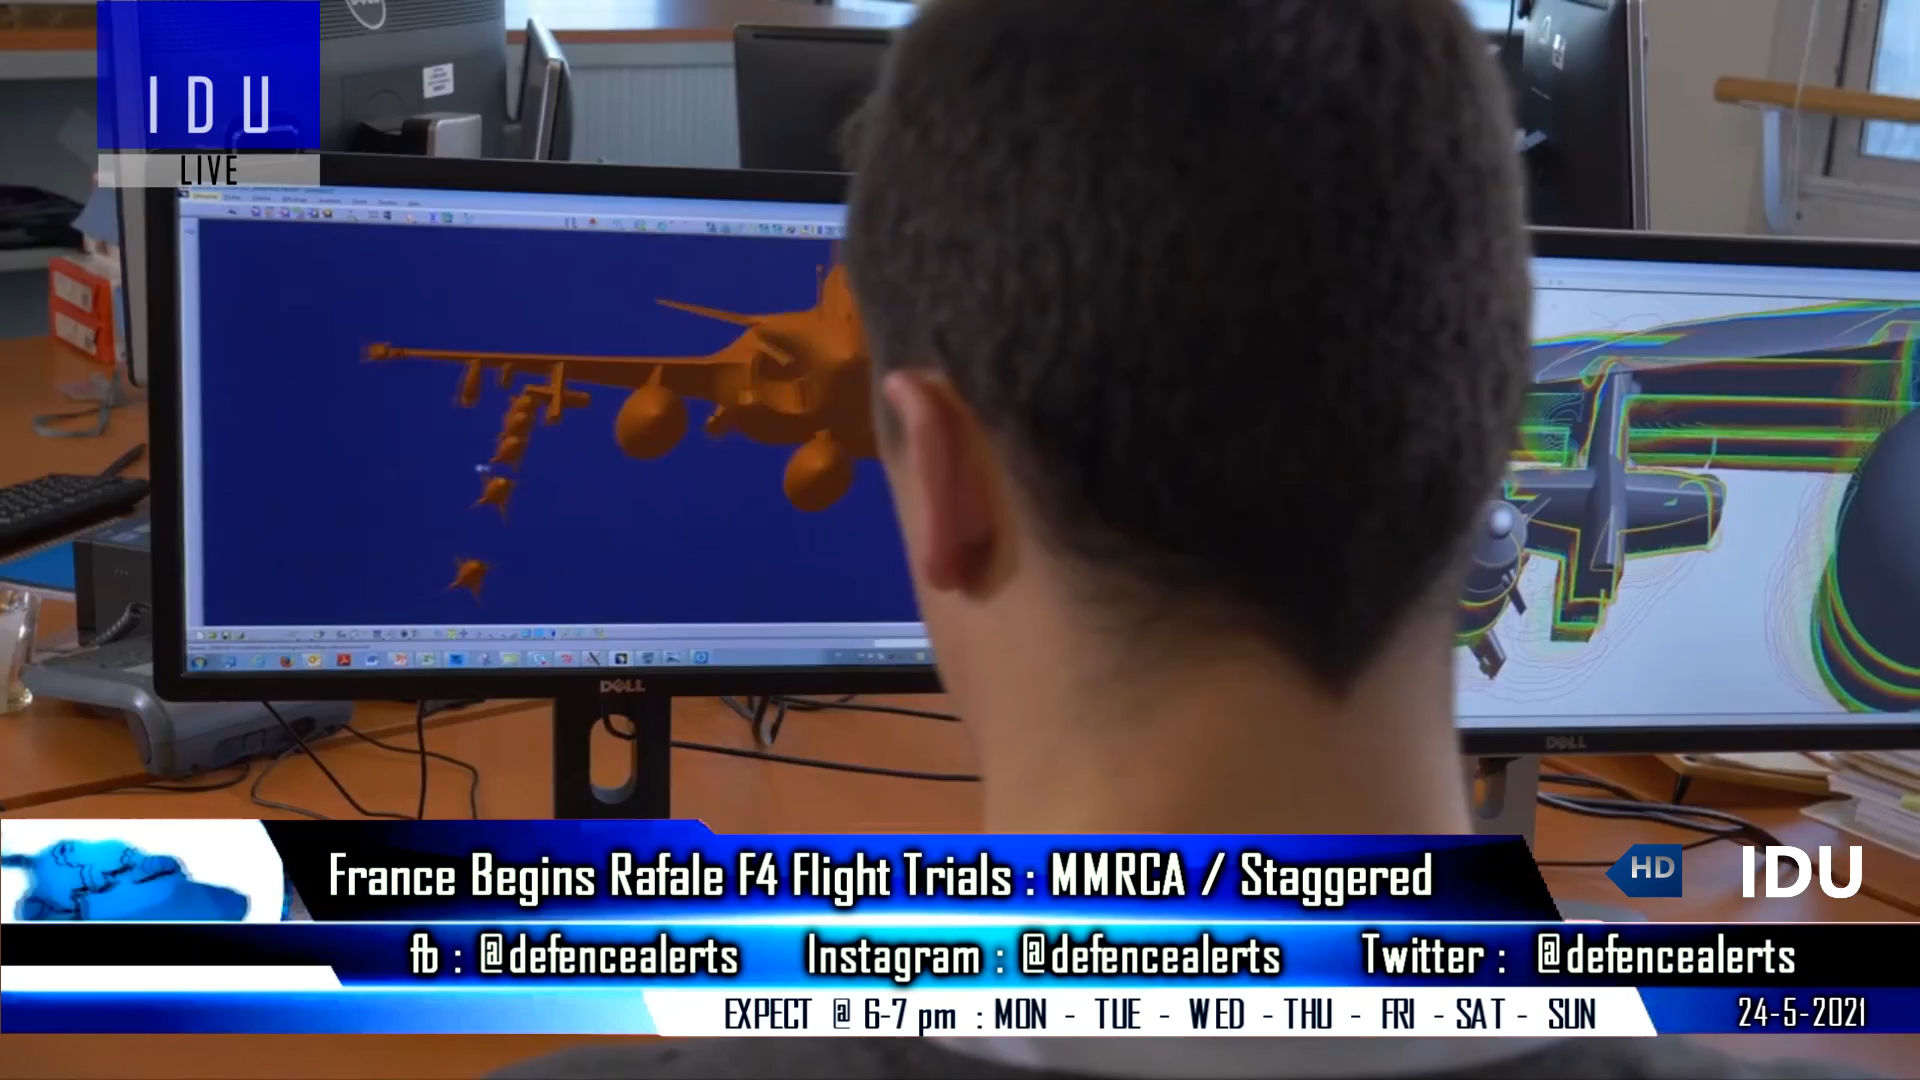 DELL
IDU
LIVE
DELL
DELL
France Begins Rafale F4 Flight Trials : MMRCA / Staggered
HD
IDU
fb : @defencealerts Instagram : @defencealerts Twitter : @defencealerts
EXPECT @ 6-7 pm : MON - TUE - WED - THU - FRI - SAT - SUN
24-5-2021